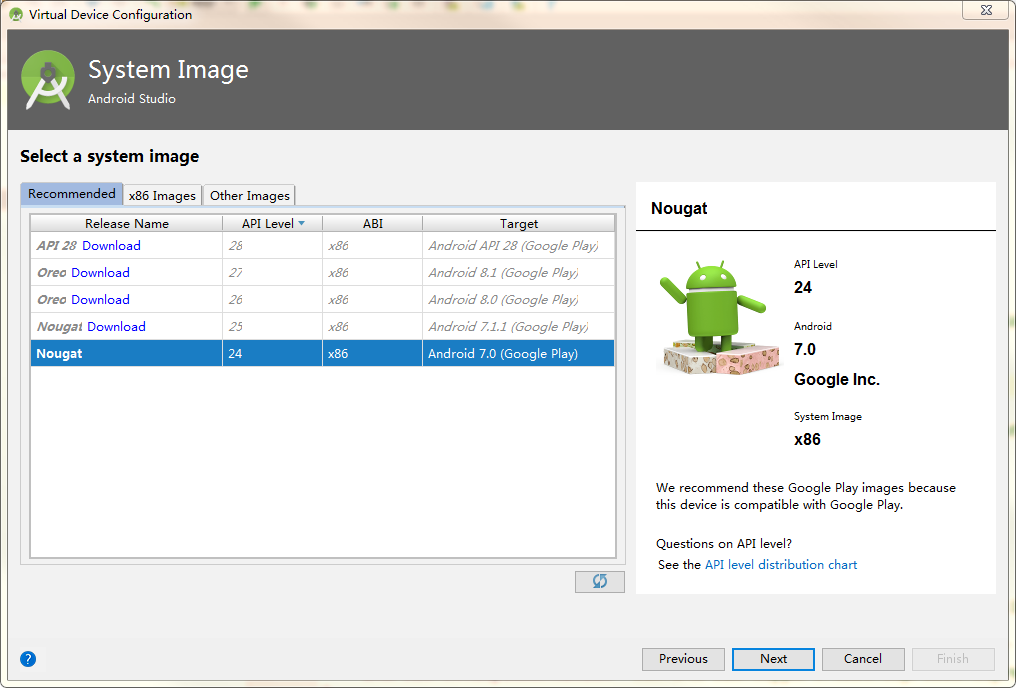 Virtual Device Configuration
System Image
Android Studio
Select a system image
Recommended x86 Images Other Images
Release Name API Level ABI Target
API 28 Download 28 x86 Android API 28 (Google Play)
Oreo Download 27 x86 Android 8.1 (Google Play)
Oreo Download 26 x86 Android 8.0 (Google Play)
Nougat Download 25 x86 Android 7.1.1 (Google Play)
Nougat 24 x86 Android 7.0 (Google Play)
Nougat
API Level
24
Android
7.0
Google Inc.
System Image
x86
We recommend these Google Play images because
this device is compatible with Google Play.
Questions on API level?
See the API level distribution chart
?
Previous Next Cancel Finish